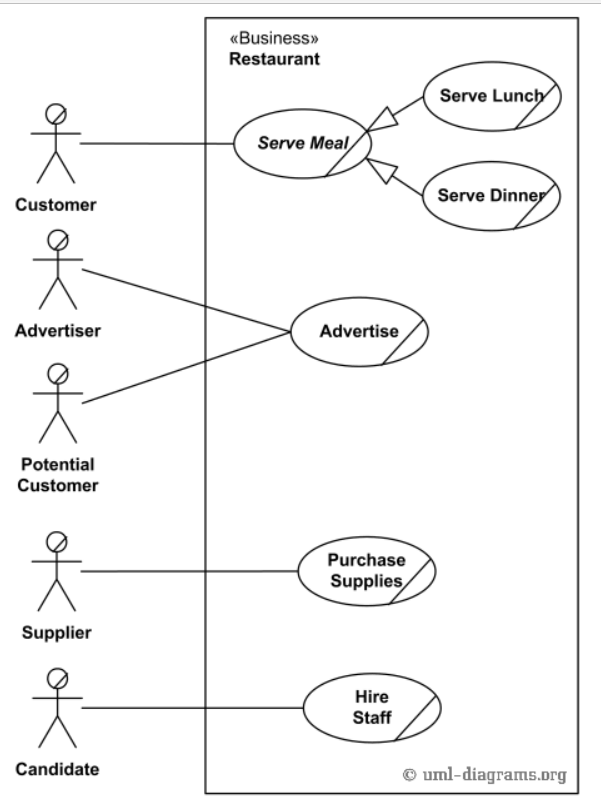 «Business»
Restaurant
Serve Lunch
Serve Meal
Customer
Serve Dinner
Advertiser
Advertise
Potential
Customer
Purchase
Supplies
Supplier
Hire
Staff
Candidate
© uml-diagrams.org